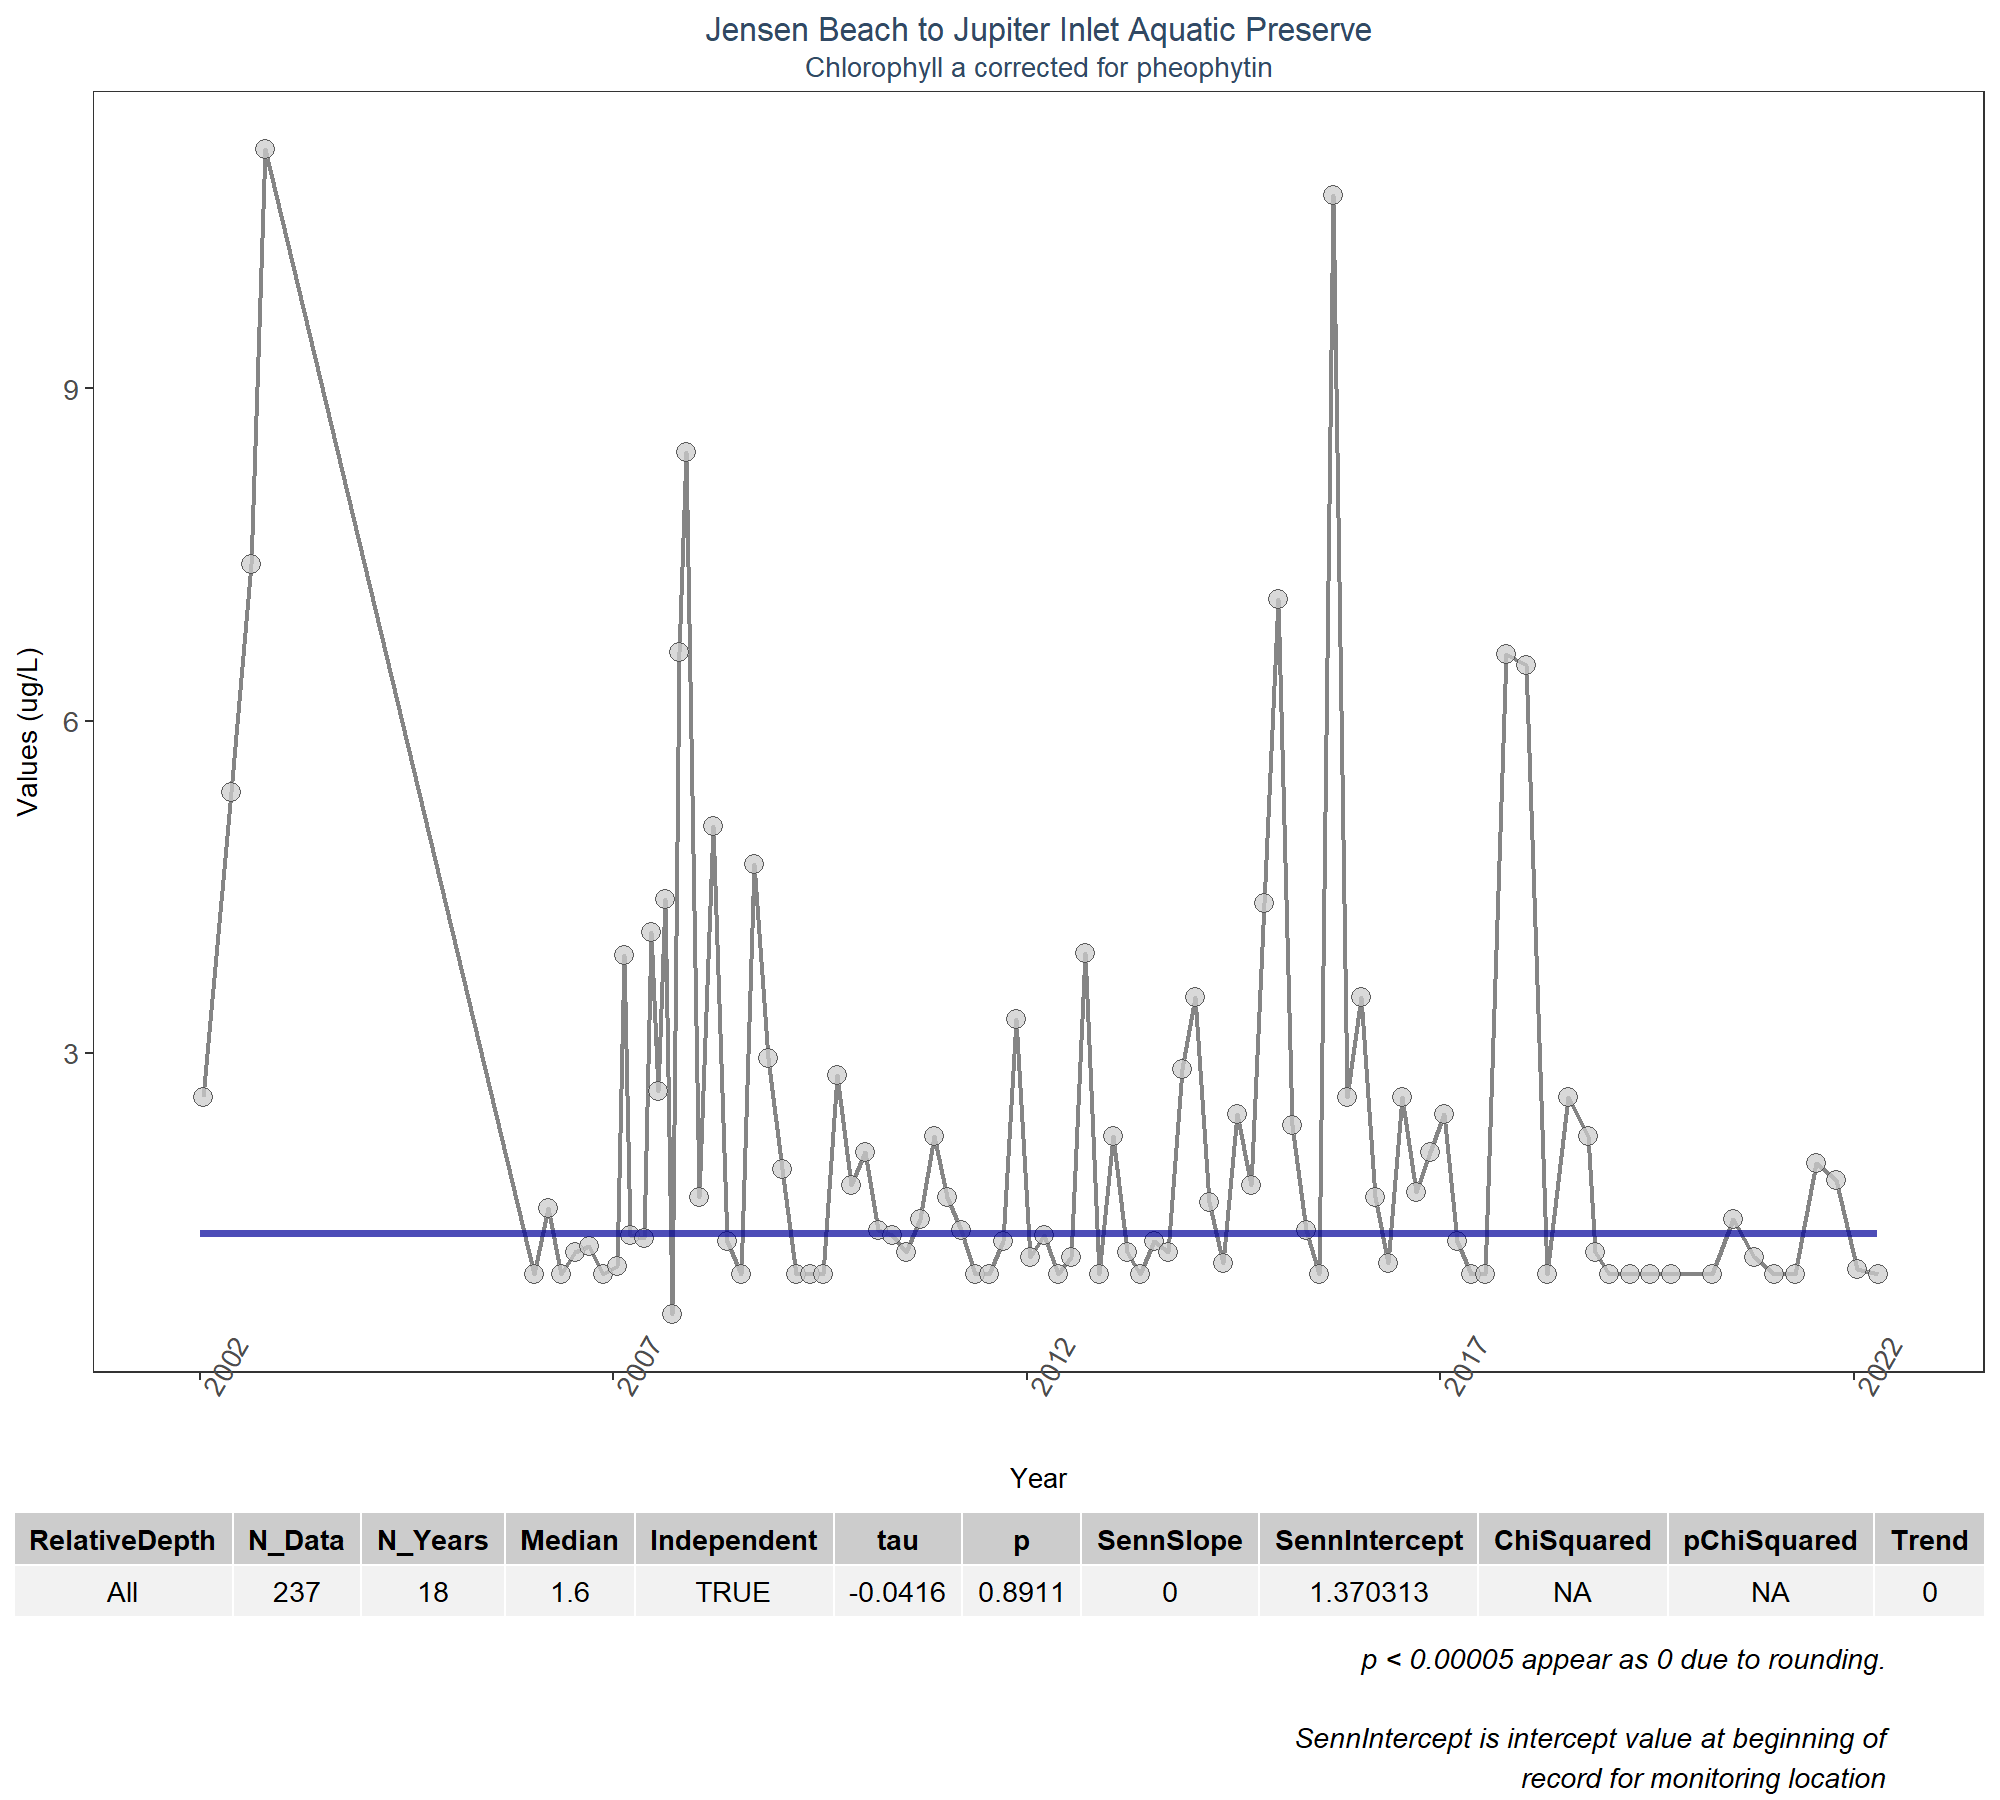 Jensen Beach to Jupiter Inlet Aquatic Preserve
Chlorophyll a corrected for pheophytin
Values (ug/L)
9
6
3
2002 2007 2012 2017 2022
Year
RelativeDepth N_Data N_Years Median Independent tau p SennSlope SennIntercept ChiSquared pChiSquared Trend
All 237 18 1.6 TRUE -0.0416 0.8911 0 1.370313 NA NA 0
p < 0.00005 appear as 0 due to rounding.
SennIntercept is intercept value at beginning of
record for monitoring location